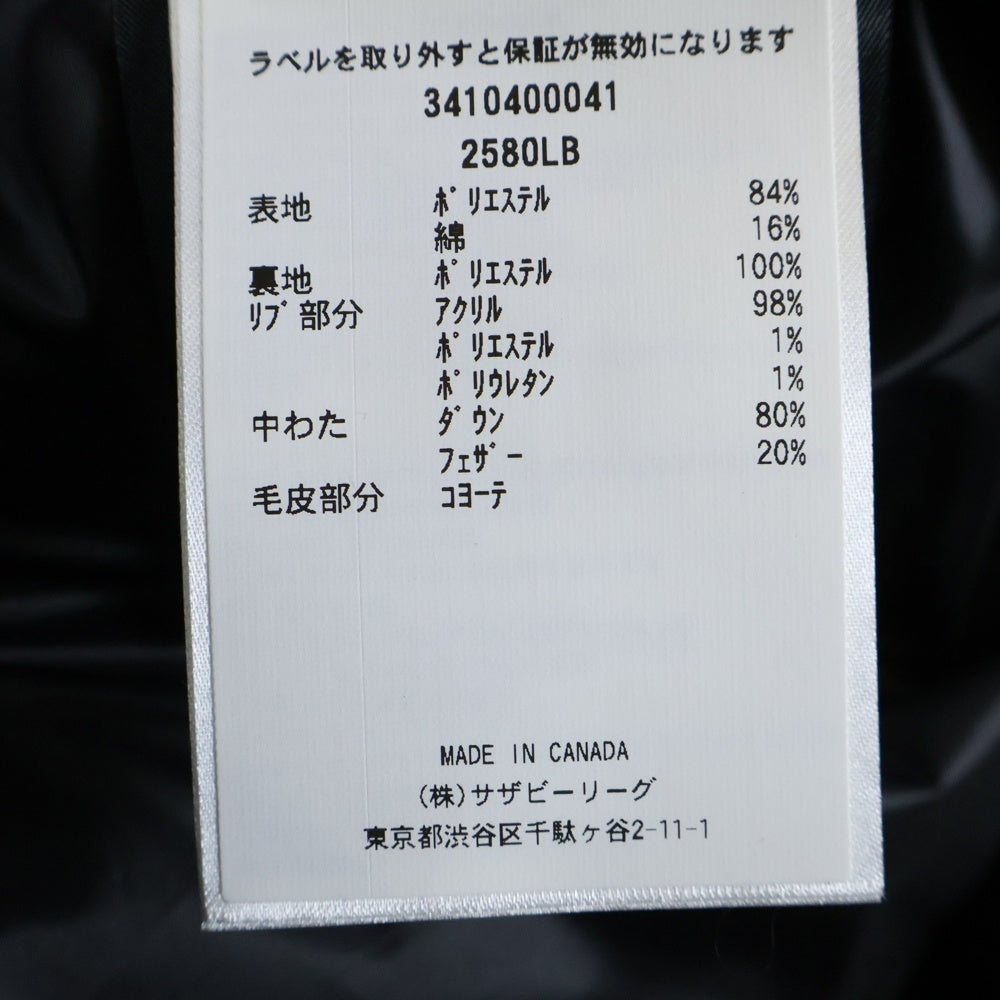 ラベルを取り外すと保証が無効になります
3410400041
2580LB
表地 ﾎﾟﾘｴｽﾃﾙ 84%
綿 16%
裏地 ﾎﾟﾘｴｽﾃﾙ 100%
ﾘﾌﾞ部分 ｱｸﾘﾙ 98%
ﾎﾟﾘｴｽﾃﾙ 1%
ﾎﾟﾘｳﾚﾀﾝ 1%
中わた ﾀﾞｳﾝ 80%
ﾌｪｻﾞｰ 20%
毛皮部分 ｺﾖｰﾃ
MADE IN CANADA
(株)サザビーリーグ
東京都渋谷区千駄ヶ谷2-11-1